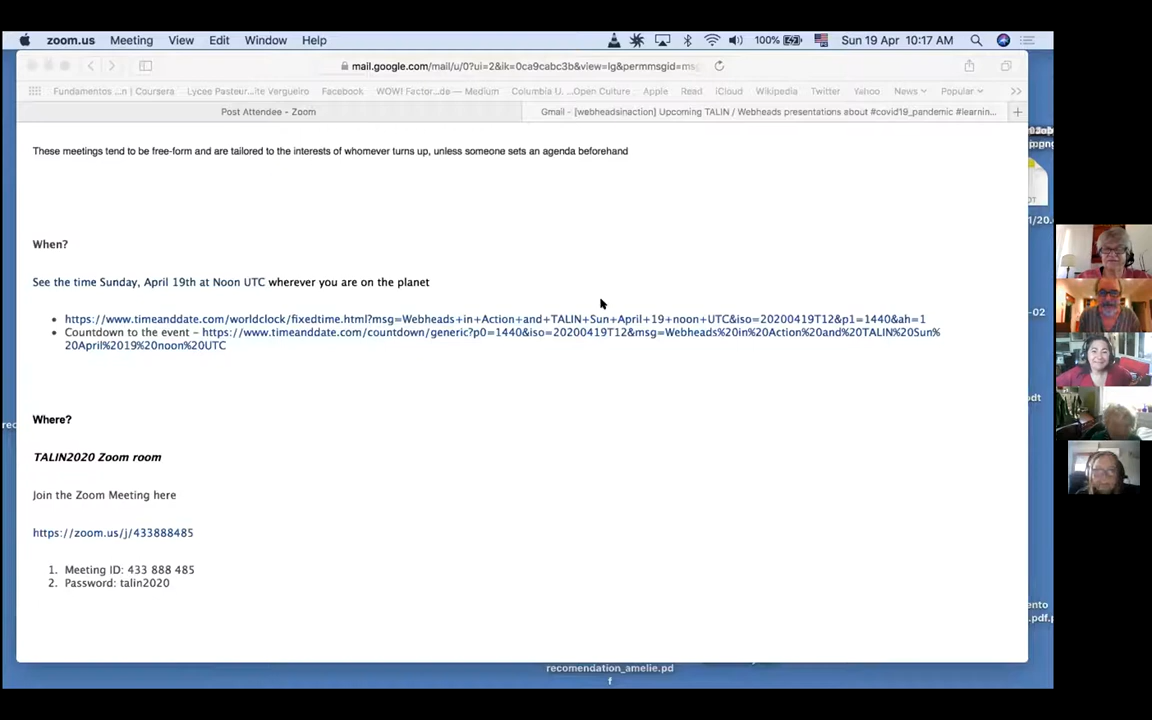 zoom.us Meeting View Edit Window Help 100% Sun 19 Apr 10:17 AM
mail.google.com/mail/u/0?ui=2&ik=0ca9cabc3b&view=lg&permmsgid=ms
Fundamentos ...n | Coursera Lycee Pasteur...ite Vergueiro Facebook WOW! Factor...de — Medium Columbia U. ...Open Culture Apple Read iCloud Wikipedia Twitter Yahoo News Popular
Post Attendee - Zoom Gmail - [webheadsinaction] Upcoming TALIN / Webheads presentations about #covid19_pandemic #learnin...
These meetings tend to be free-form and are tailored to the interests of whomever turns up, unless someone sets an agenda beforehand
When?
See the time Sunday, April 19th at Noon UTC wherever you are on the planet
• https://www.timeanddate.com/worldclock/fixedtime.html?msg=Webheads+in+Action+and+TALIN+Sun+April+19+noon+UTC&iso=20200419T12&p1=1440&ah=1
• Countdown to the event – https://www.timeanddate.com/countdown/generic?p0=1440&iso=20200419T12&msg=Webheads%20in%20Action%20and%20TALIN%20Sun%
20April%2019%20noon%20UTC
Where?
TALIN2020 Zoom room
Join the Zoom Meeting here
https://zoom.us/j/433888485
1. Meeting ID: 433 888 485
2. Password: talin2020
recomendation_amelie.pd
f
1/20.
-02
odt
ento
.pdf.p